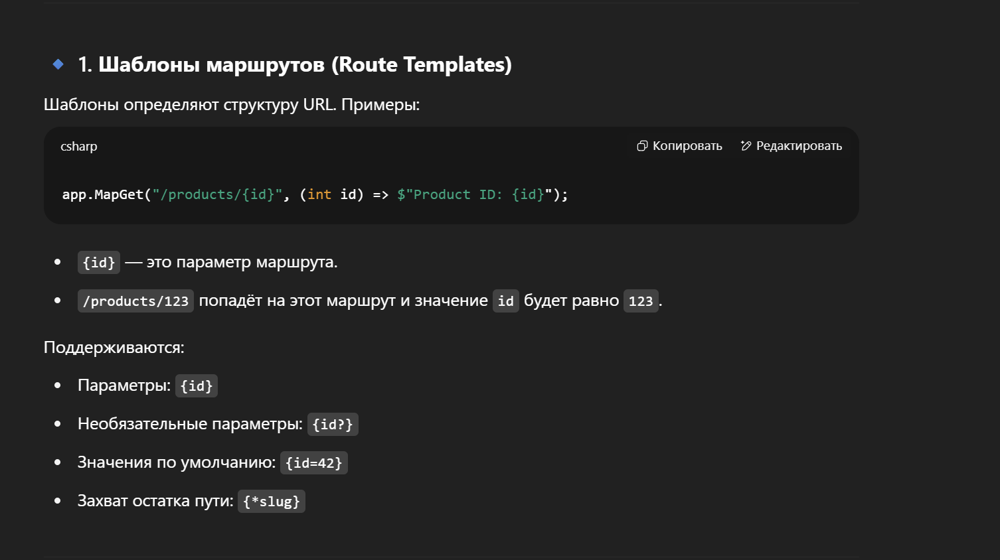 1. Шаблоны маршрутов (Route Templates)
Шаблоны определяют структуру URL. Примеры:
csharp
Копировать
Редактировать
app.MapGet("/products/{id}", (int id) => $"Product ID: {id}");
{id} — это параметр маршрута.
/products/123 попадёт на этот маршрут и значение id будет равно 123.
Поддерживаются:
Параметры: {id}
Необязательные параметры: {id?}
Значения по умолчанию: {id=42}
Захват остатка пути: {*slug}